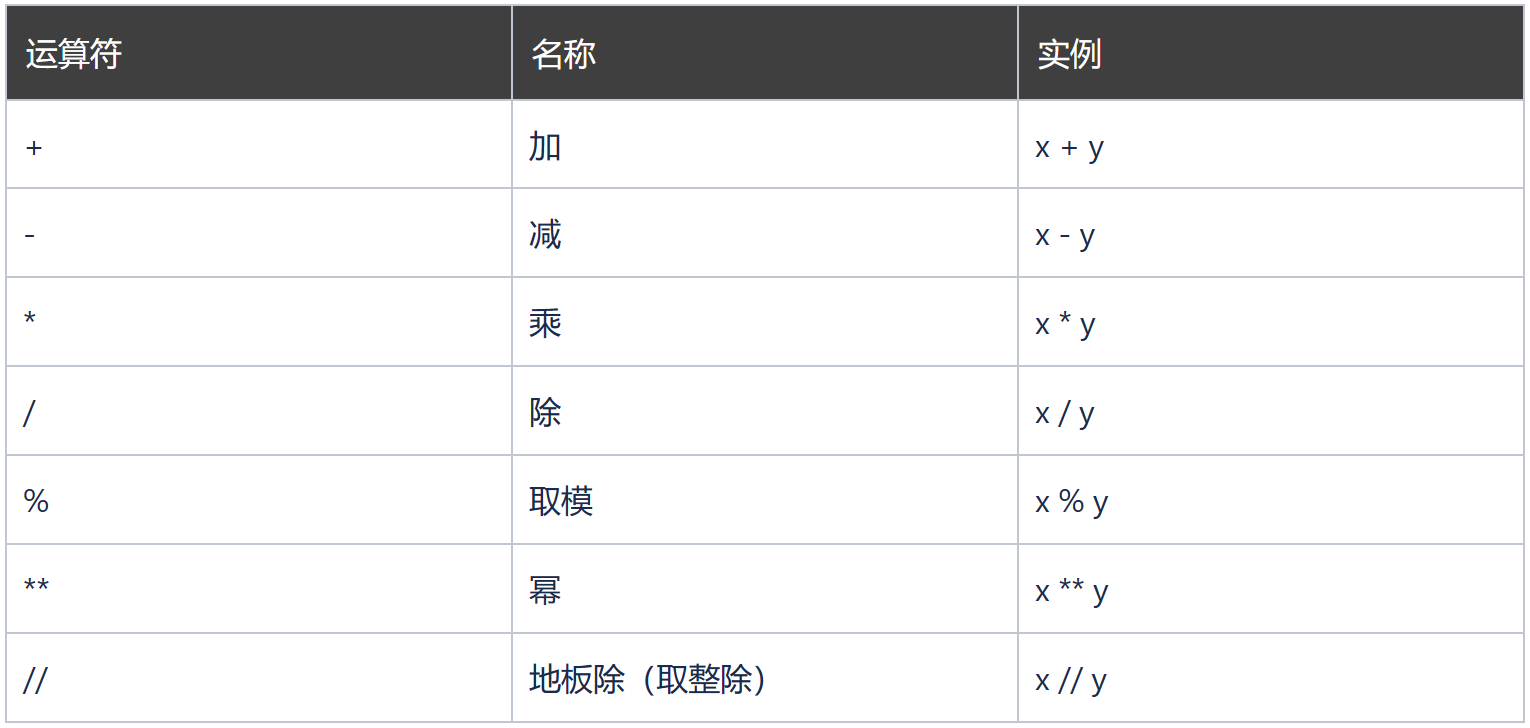 运算符 名称 实例
+ 加 x + y
- 减 x - y
* 乘 x * y
/ 除 x / y
% 取模 x % y
** 幂 x ** y
// 地板除（取整除） x // y